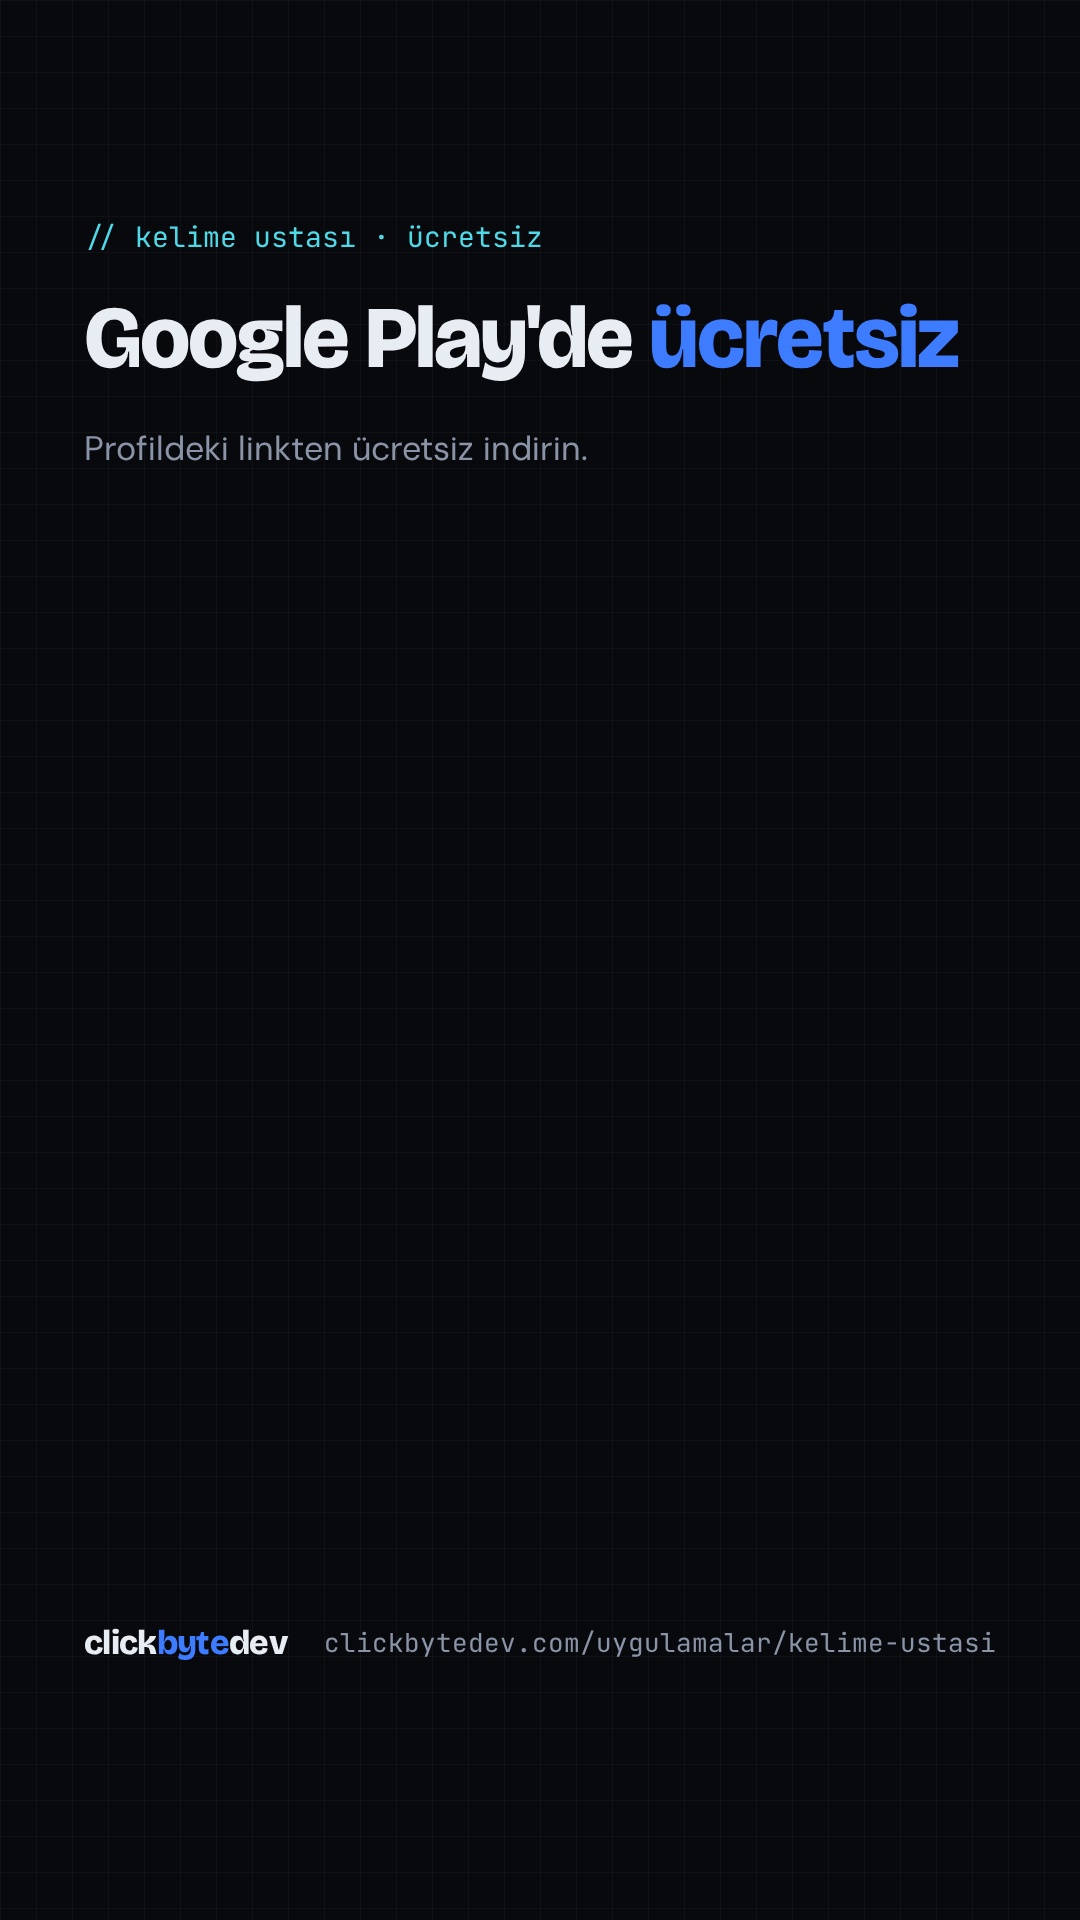 // kelime ustası · ücretsiz
Google Play'de ücretsiz
Profildeki linkten ücretsiz indirin.
clickbytedev clickbytedev.com/uygulamalar/kelime-ustasi